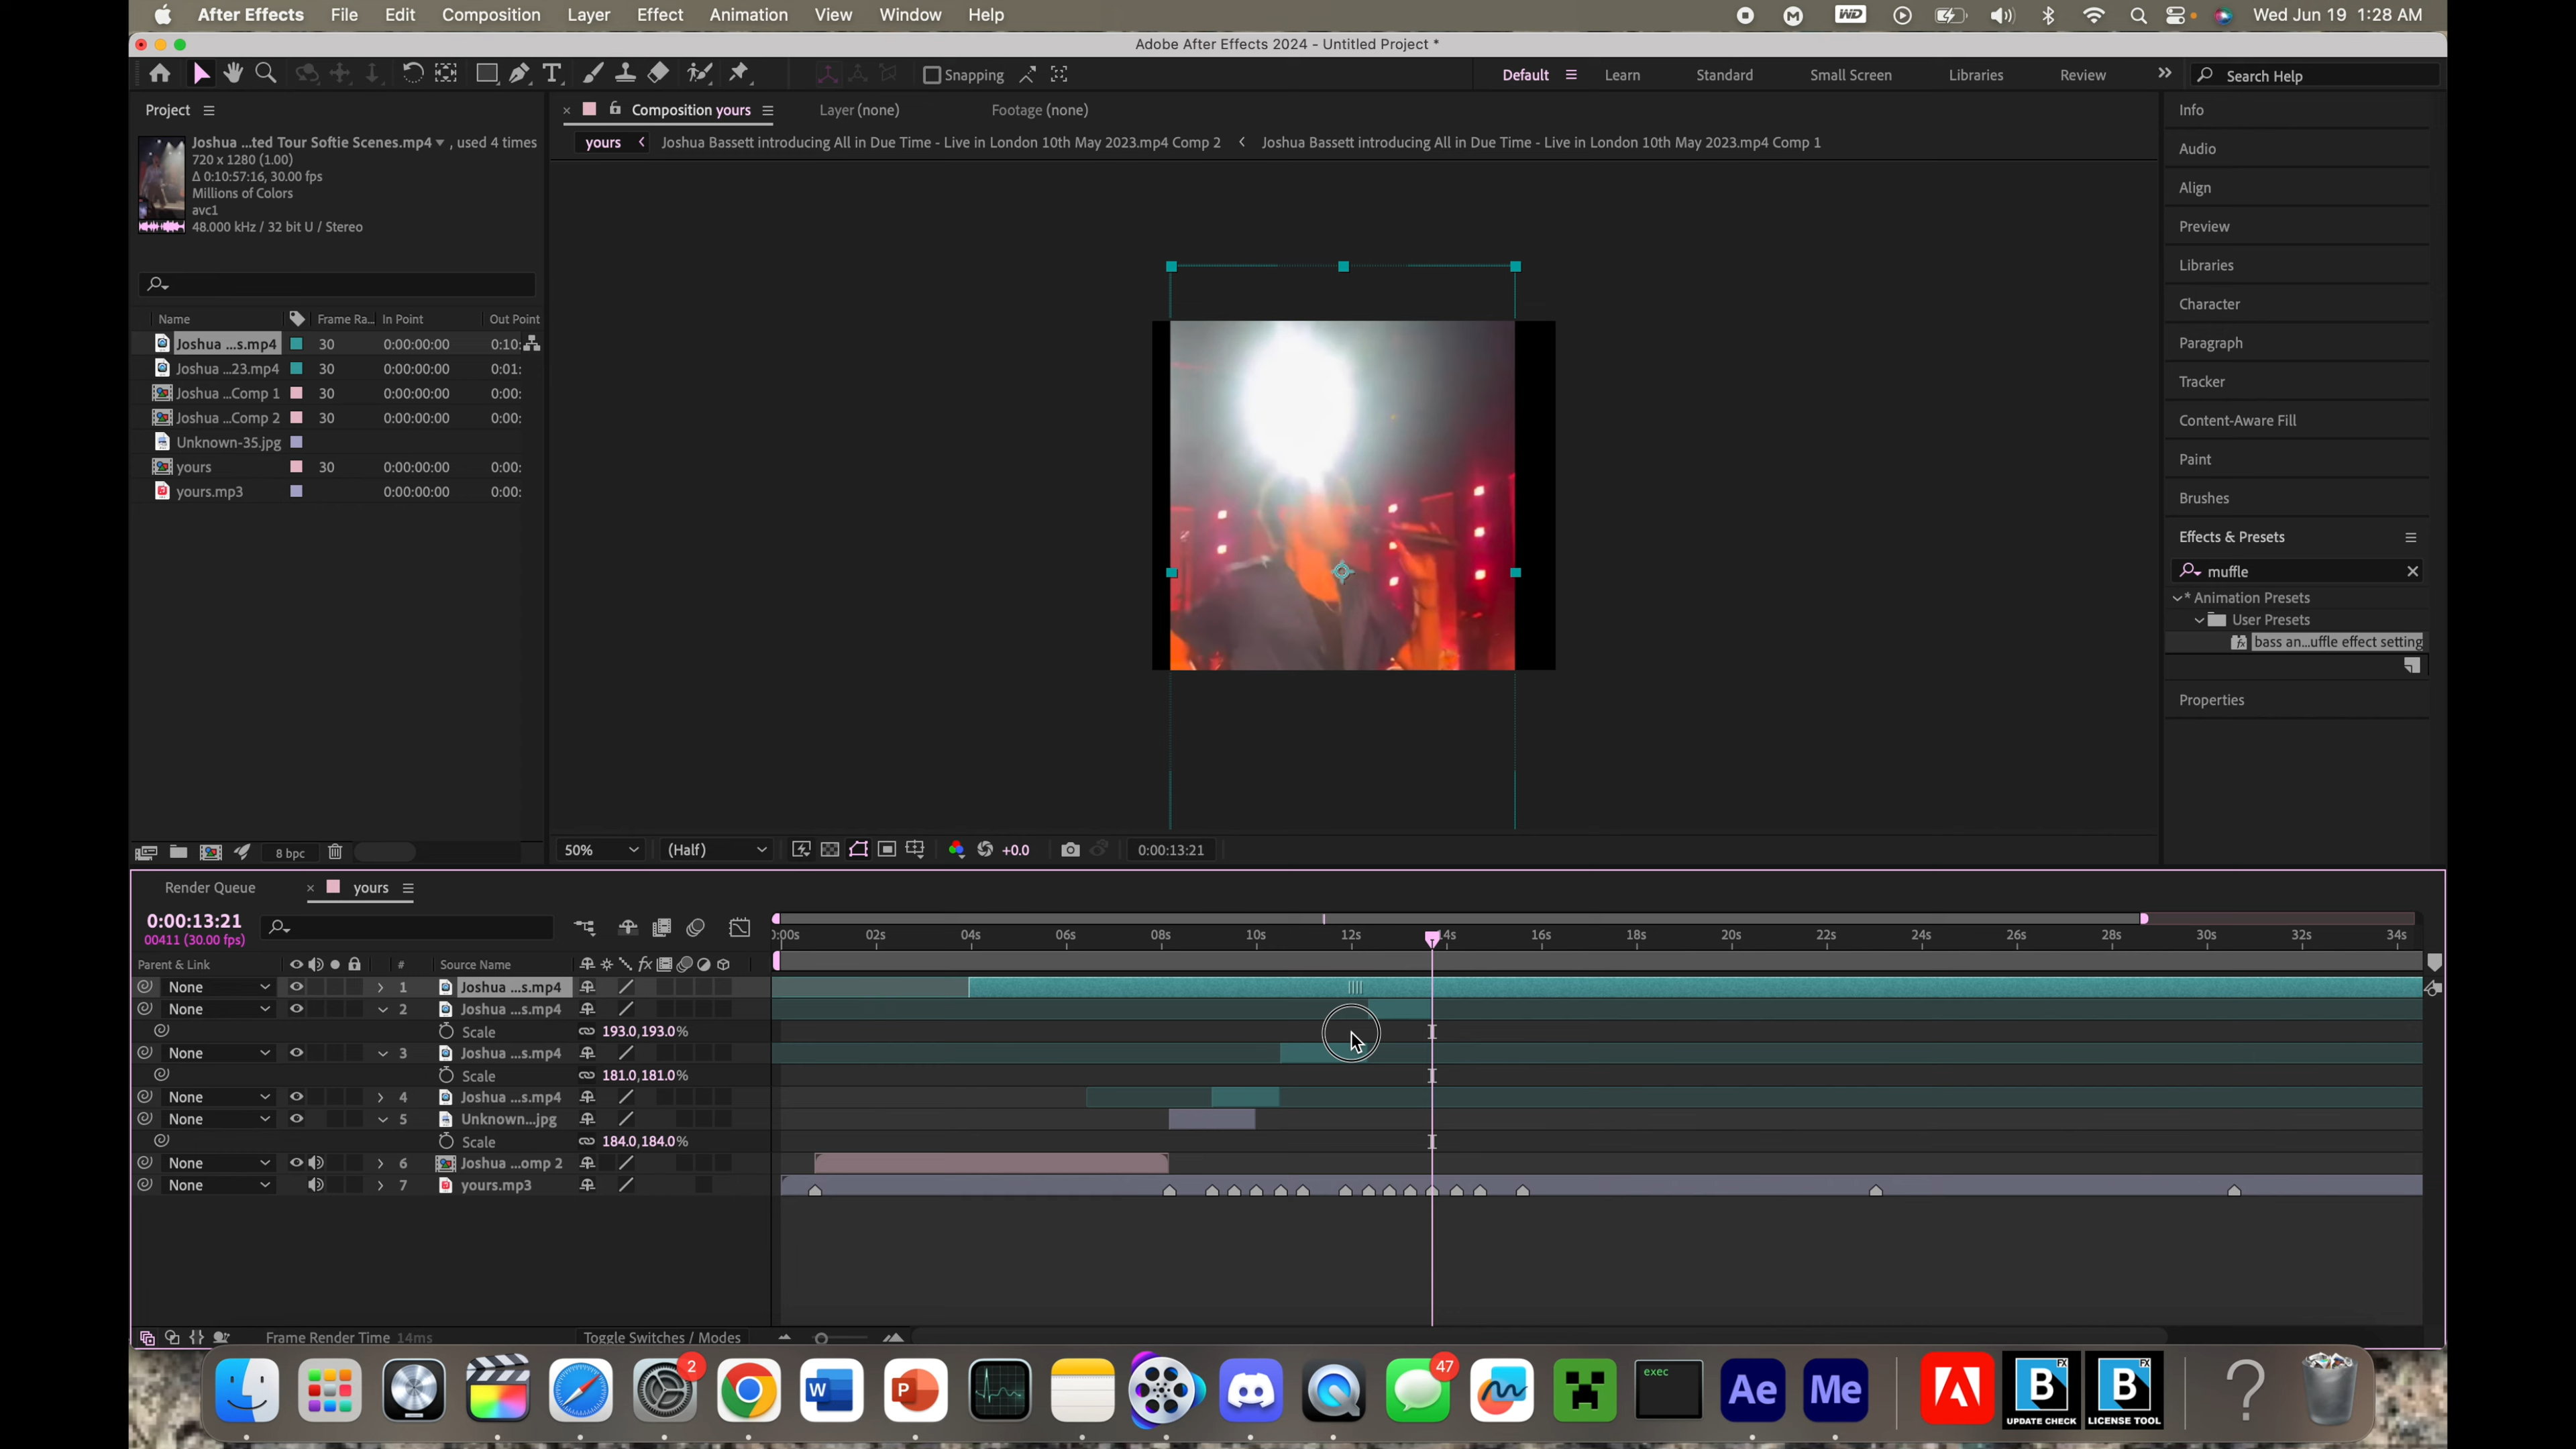 After Effects File Edit Composition Layer Effect Animation View Window Help
WD
Wed Jun 19 1:28 AM
Adobe After Effects 2024 - Untitled Project *
Snapping
Default Learn Standard Small Screen Libraries Review
Search Help
Project
Joshua ...ted Tour Softie Scenes.mp4 , used 4 times
720 x 1280 (1.00)
Δ 0:10:57:16, 30.00 fps
Millions of Colors
avc1
48.000 kHz / 32 bit U / Stereo
Name Frame Ra... In Point Out Point
Joshua ...s.mp4 30 0:00:00:00 0:10:
Joshua ...23.mp4 30 0:00:00:00 0:01:
Joshua ...Comp 1 30 0:00:00:00 0:00:
Joshua ...Comp 2 30 0:00:00:00 0:00:
Unknown-35.jpg
yours 30 0:00:00:00 0:00:
yours.mp3 0:00:00:00 0:00:
8 bpc
Composition yours
Layer (none)
Footage (none)
yours Joshua Bassett introducing All in Due Time - Live in London 10th May 2023.mp4 Comp 2 Joshua Bassett introducing All in Due Time - Live in London 10th May 2023.mp4 Comp 1
50% (Half) +0.0 0:00:13:21
Info
Audio
Align
Preview
Libraries
Character
Paragraph
Tracker
Content-Aware Fill
Paint
Brushes
Effects & Presets
muffle
* Animation Presets
User Presets
bass an...uffle effect setting
Properties
Render Queue yours
0:00:13:21
00411 (30.00 fps)
0:00s 02s 04s 06s 08s 10s 12s 14s 16s 18s 20s 22s 24s 26s 28s 30s 32s 34s
Parent & Link # Source Name fx
None 1 Joshua ...s.mp4
None 2 Joshua ...s.mp4
Scale 193.0,193.0%
None 3 Joshua ...s.mp4
Scale 181.0,181.0%
None 4 Joshua ...s.mp4
None 5 Unknown...jpg
Scale 184.0,184.0%
None 6 Joshua ...omp 2
None 7 yours.mp3
Frame Render Time 14ms
Toggle Switches / Modes
2
W
P
47
exec
Ae
Me
B FX
UPDATE CHECK
B FX
LICENSE TOOL
?